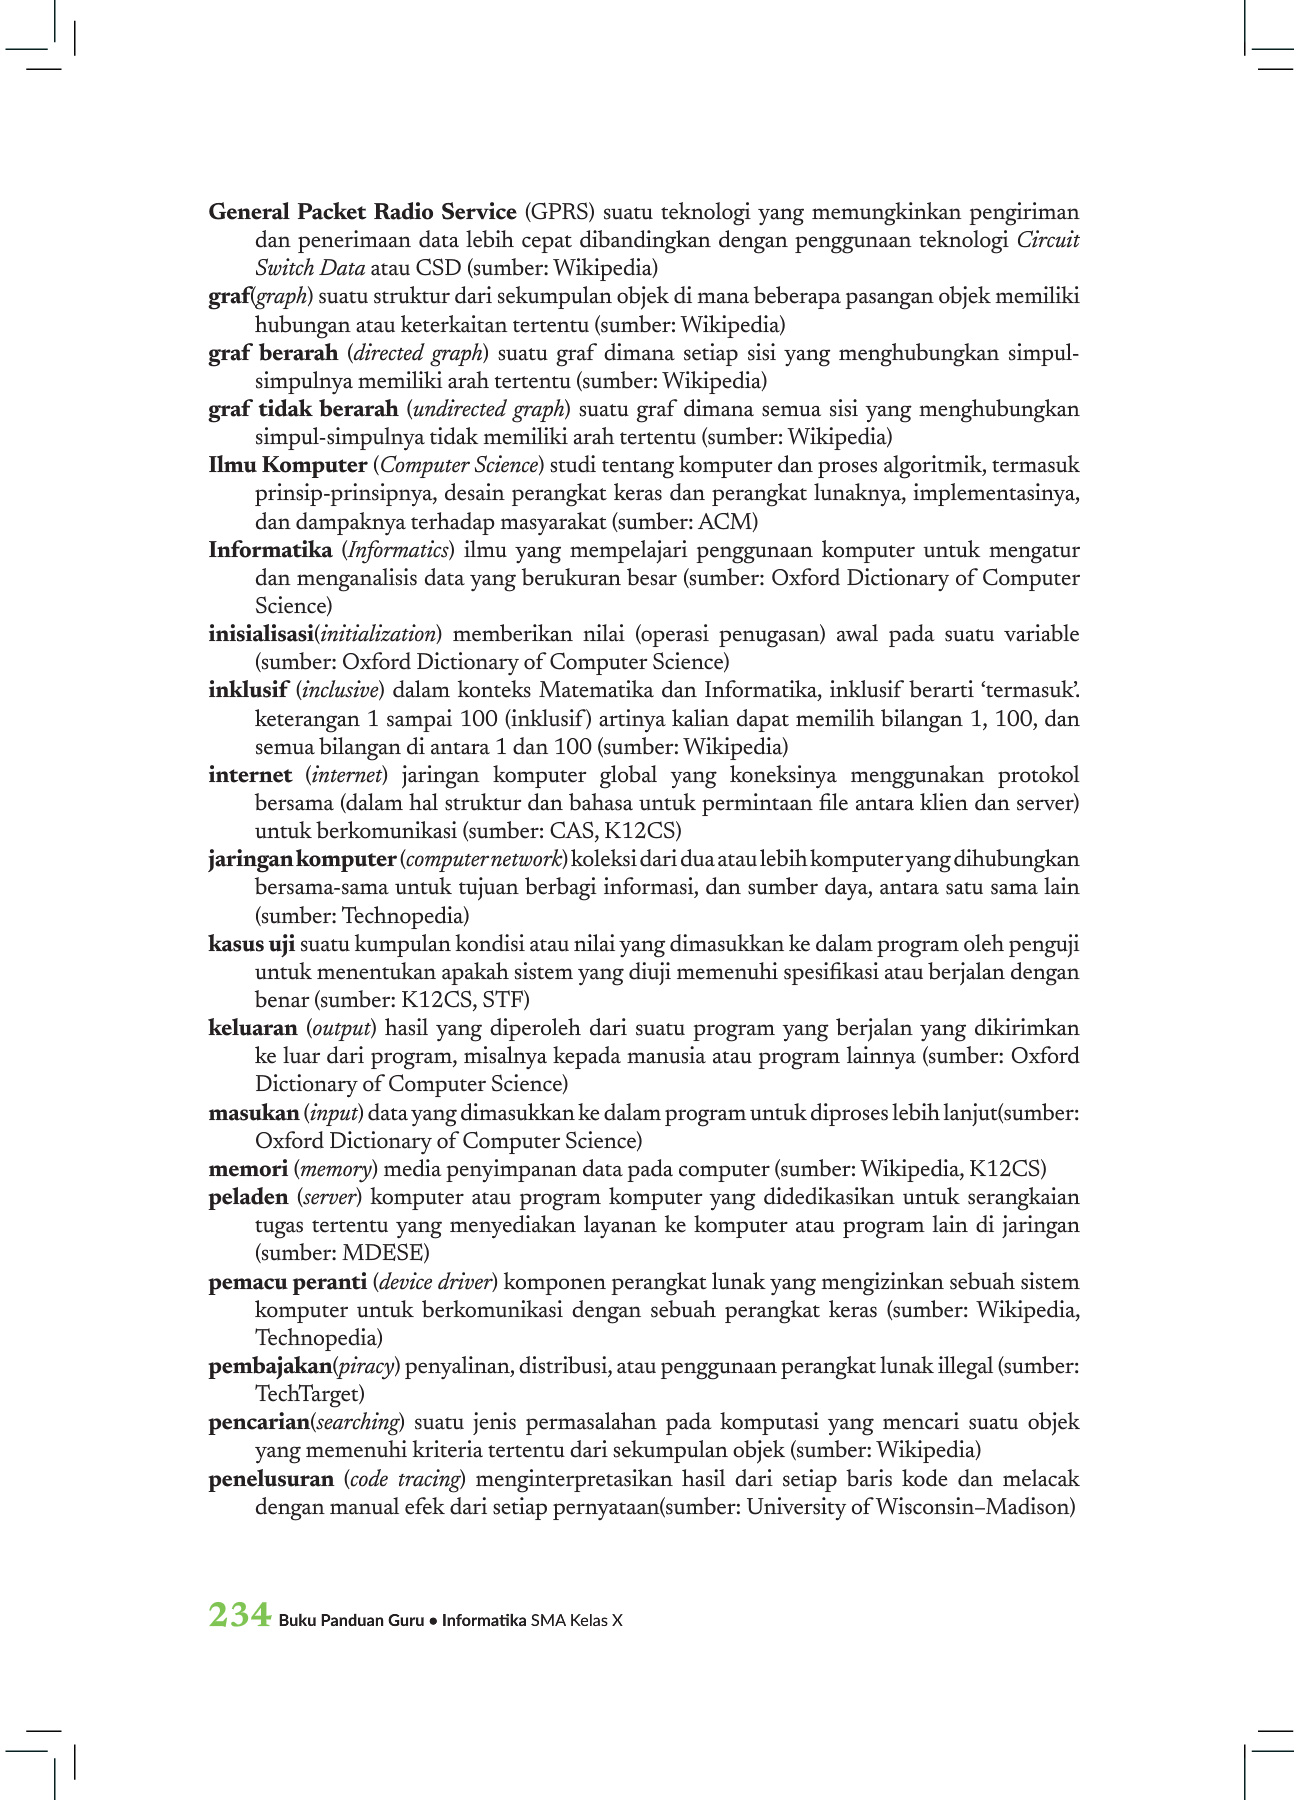 General Packet Radio Service (GPRS) suatu teknologi yang memungkinkan pengiriman
dan penerimaan data lebih cepat dibandingkan dengan penggunaan teknologi Circuit
Switch Data atau CSD (sumber: Wikipedia)
graf(graph) suatu struktur dari sekumpulan objek di mana beberapa pasangan objek memiliki
hubungan atau keterkaitan tertentu (sumber: Wikipedia)
graf berarah (directed graph) suatu graf dimana setiap sisi yang menghubungkan simpul-
simpulnya memiliki arah tertentu (sumber: Wikipedia)
graf tidak berarah (undirected graph) suatu graf dimana semua sisi yang menghubungkan
simpul-simpulnya tidak memiliki arah tertentu (sumber: Wikipedia)
Ilmu Komputer (Computer Science) studi tentang komputer dan proses algoritmik, termasuk
prinsip-prinsipnya, desain perangkat keras dan perangkat lunaknya, implementasinya,
dan dampaknya terhadap masyarakat (sumber: ACM)
Informatika (Informatics) ilmu yang mempelajari penggunaan komputer untuk mengatur
dan menganalisis data yang berukuran besar (sumber: Oxford Dictionary of Computer
Science)
inisialisasi(initialization) memberikan nilai (operasi penugasan) awal pada suatu variable
(sumber: Oxford Dictionary of Computer Science)
inklusif (inclusive) dalam konteks Matematika dan Informatika, inklusif berarti ‘termasuk’.
keterangan 1 sampai 100 (inklusif) artinya kalian dapat memilih bilangan 1, 100, dan
semua bilangan di antara 1 dan 100 (sumber: Wikipedia)
internet (internet) jaringan komputer global yang koneksinya menggunakan protokol
bersama (dalam hal struktur dan bahasa untuk permintaan file antara klien dan server)
untuk berkomunikasi (sumber: CAS, K12CS)
jaringan komputer (computer network) koleksi dari dua atau lebih komputer yang dihubungkan
bersama-sama untuk tujuan berbagi informasi, dan sumber daya, antara satu sama lain
(sumber: Technopedia)
kasus uji suatu kumpulan kondisi atau nilai yang dimasukkan ke dalam program oleh penguji
untuk menentukan apakah sistem yang diuji memenuhi spesifikasi atau berjalan dengan
benar (sumber: K12CS, STF)
keluaran (output) hasil yang diperoleh dari suatu program yang berjalan yang dikirimkan
ke luar dari program, misalnya kepada manusia atau program lainnya (sumber: Oxford
Dictionary of Computer Science)
masukan (input) data yang dimasukkan ke dalam program untuk diproses lebih lanjut(sumber:
Oxford Dictionary of Computer Science)
memori (memory) media penyimpanan data pada computer (sumber: Wikipedia, K12CS)
peladen (server) komputer atau program komputer yang didedikasikan untuk serangkaian
tugas tertentu yang menyediakan layanan ke komputer atau program lain di jaringan
(sumber: MDESE)
pemacu peranti (device driver) komponen perangkat lunak yang mengizinkan sebuah sistem
komputer untuk berkomunikasi dengan sebuah perangkat keras (sumber: Wikipedia,
Technopedia)
pembajakan(piracy) penyalinan, distribusi, atau penggunaan perangkat lunak illegal (sumber:
TechTarget)
pencarian(searching) suatu jenis permasalahan pada komputasi yang mencari suatu objek
yang memenuhi kriteria tertentu dari sekumpulan objek (sumber: Wikipedia)
penelusuran (code tracing) menginterpretasikan hasil dari setiap baris kode dan melacak
dengan manual efek dari setiap pernyataan(sumber: University of Wisconsin–Madison)
234 Buku Panduan Guru • Informatika SMA Kelas X